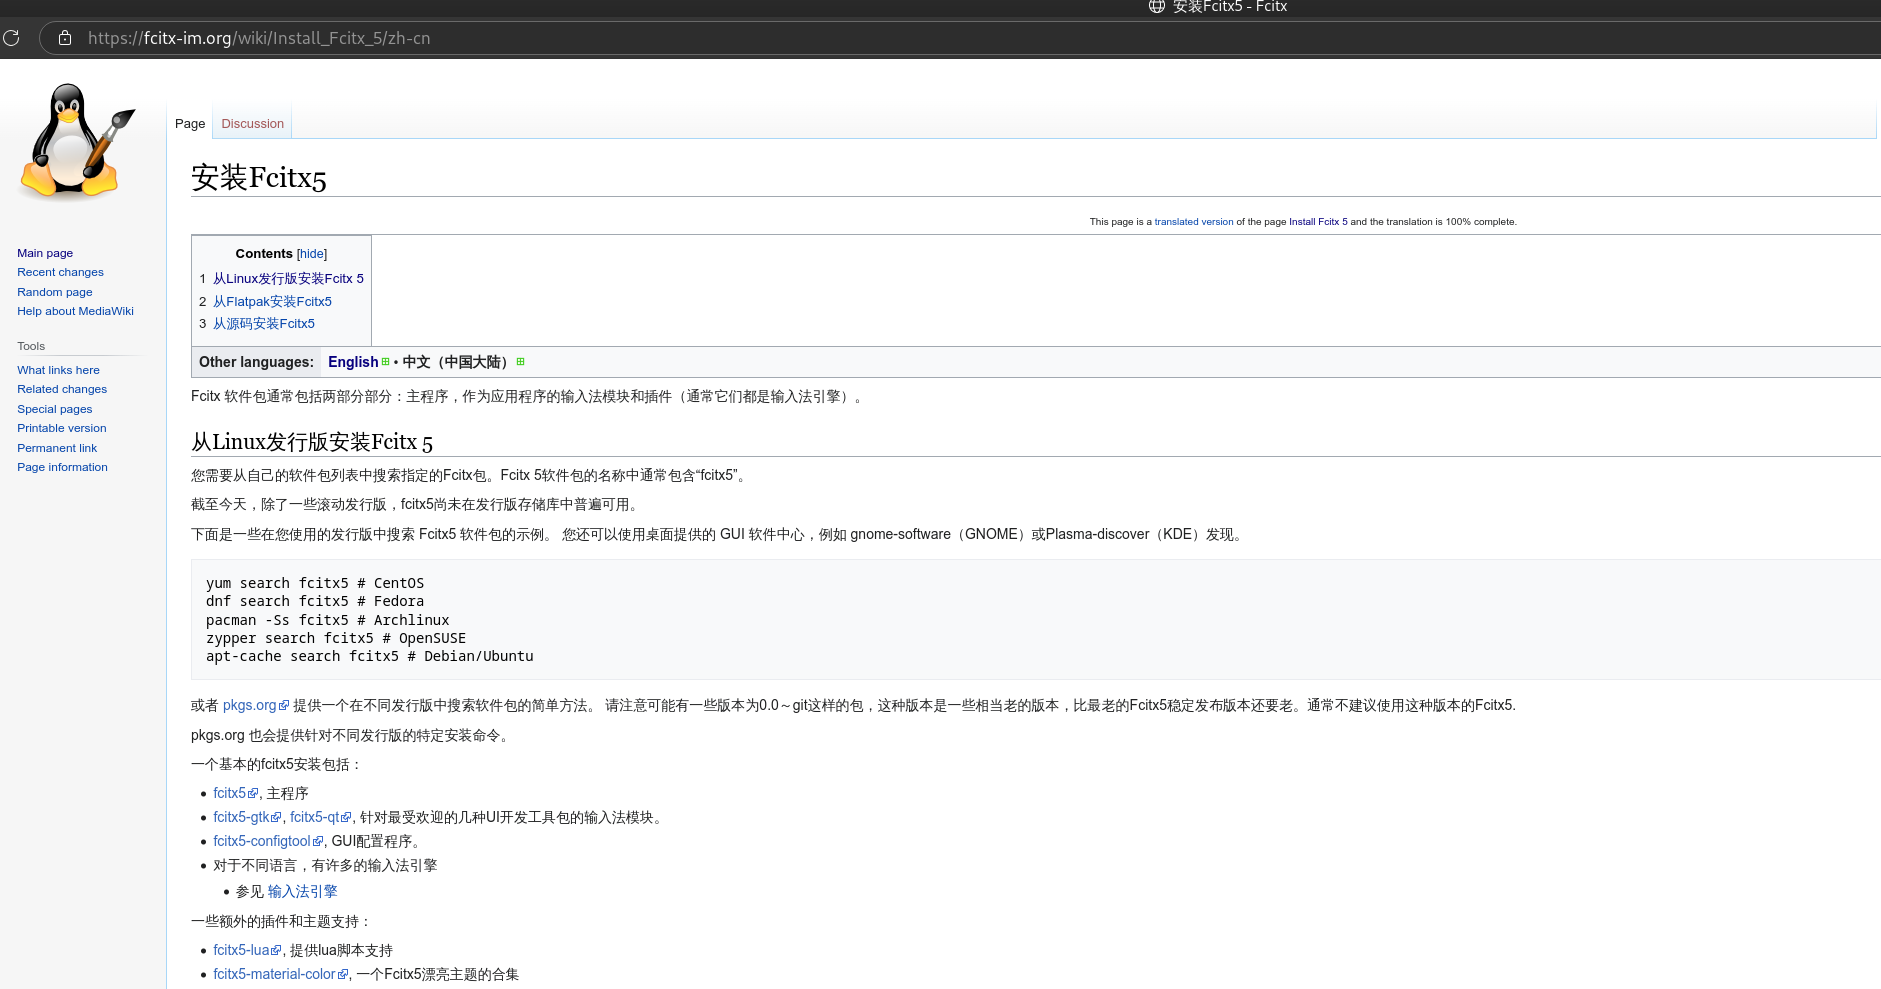 安装Fcitx5 - Fcitx
https://fcitx-im.org/wiki/Install_Fcitx_5/zh-cn
Page Discussion
安装Fcitx5
This page is a translated version of the page Install Fcitx 5 and the translation is 100% complete.
Contents [hide]
1 从Linux发行版安装Fcitx 5
2 从Flatpak安装Fcitx5
3 从源码安装Fcitx5
Other languages: English • 中文（中国大陆）
Main page
Recent changes
Random page
Help about MediaWiki
Tools
What links here
Related changes
Special pages
Printable version
Permanent link
Page information
Fcitx 软件包通常包括两部分部分：主程序，作为应用程序的输入法模块和插件（通常它们都是输入法引擎）。
从Linux发行版安装Fcitx 5
您需要从自己的软件包列表中搜索指定的Fcitx包。Fcitx 5软件包的名称中通常包含“fcitx5”。
截至今天，除了一些滚动发行版，fcitx5尚未在发行版存储库中普遍可用。
下面是一些在您使用的发行版中搜索 Fcitx5 软件包的示例。 您还可以使用桌面提供的 GUI 软件中心，例如 gnome-software（GNOME）或Plasma-discover（KDE）发现。
yum search fcitx5 # CentOS
dnf search fcitx5 # Fedora
pacman -Ss fcitx5 # Archlinux
zypper search fcitx5 # OpenSUSE
apt-cache search fcitx5 # Debian/Ubuntu
或者 pkgs.org 提供一个在不同发行版中搜索软件包的简单方法。 请注意可能有一些版本为0.0～git这样的包，这种版本是一些相当老的版本，比最老的Fcitx5稳定发布版本还要老。通常不建议使用这种版本的Fcitx5.
pkgs.org 也会提供针对不同发行版的特定安装命令。
一个基本的fcitx5安装包括：
• fcitx5, 主程序
• fcitx5-gtk, fcitx5-qt, 针对最受欢迎的几种UI开发工具包的输入法模块。
• fcitx5-configtool, GUI配置程序。
• 对于不同语言，有许多的输入法引擎
• 参见 输入法引擎
一些额外的插件和主题支持：
• fcitx5-lua, 提供lua脚本支持
• fcitx5-material-color, 一个Fcitx5漂亮主题的合集